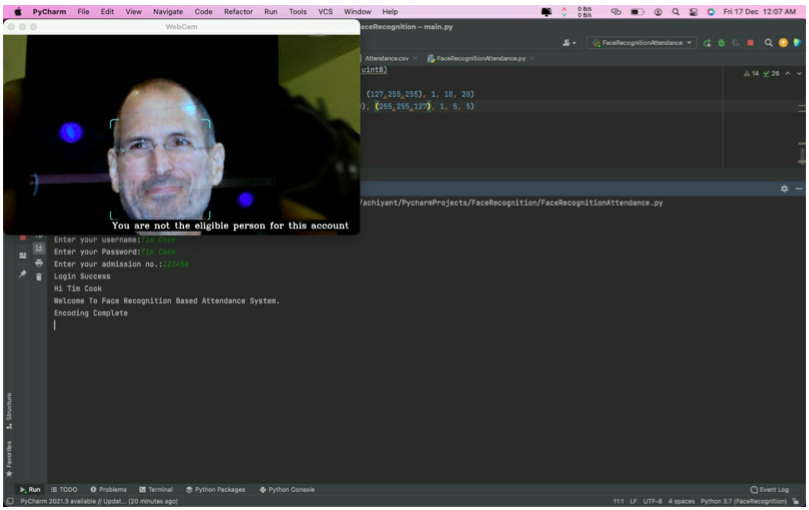 PyCharm File Edit View Navigate Code Refactor Run Tools VCS Window Help Fri 17 Dec 12:07 AM
WebCam
FaceRecognition – main.py
FaceRecognitionAttendance
Attendance.csv FaceRecognitionAttendance.py
uint8)
14 26
(127,255,255), 1, 10, 20)
(255,255,127), 1, 5, 5)
/achiyant/PycharmProjects/FaceRecognition/FaceRecognitionAttendance.py
You are not the eligible person for this account
Enter your username:Tim Cook
Enter your Password:Tim Cook
Enter your admission no.:123456
Login Success
Hi Tim Cook
Welcome To Face Recognition Based Attendance System.
Encoding Complete
Structure
Favorites
Run TODO Problems Terminal Python Packages Python Console Event Log
PyCharm 2021.3 available // Updat... (20 minutes ago) 11:1 LF UTF-8 4 spaces Python 3.7 (FaceRecognition)